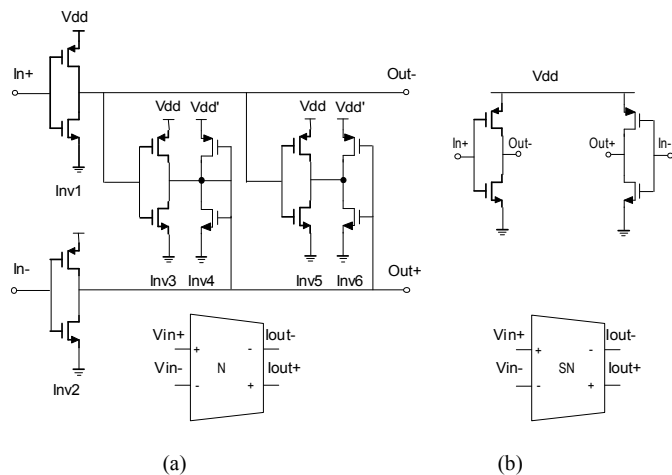 Vdd
In+
Out-
Vdd Vdd' Vdd Vdd'
Inv1
In-
Inv3 Inv4 Inv5 Inv6
Out+
Inv2
Vin+ Iout-
+ -
N
Vin- Iout+
- +
(a)
Vdd
In+ Out- Out+ In-
Vin+ Iout-
+ -
SN
Vin- Iout+
- +
(b)